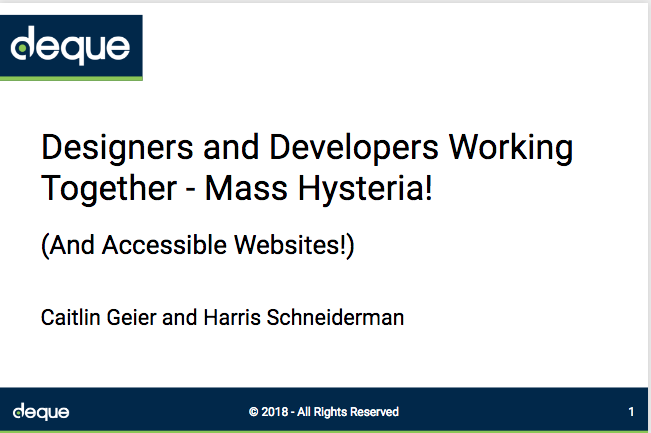 deque
Designers and Developers Working
Together - Mass Hysteria!
(And Accessible Websites!)
Caitlin Geier and Harris Schneiderman
deque
© 2018 - All Rights Reserved
1